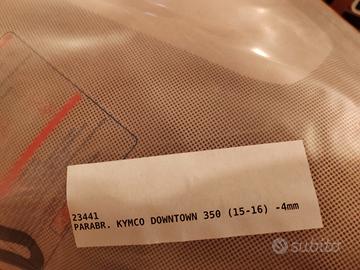 23441
PARABR. KYMCO DOWNTOWN 350 (15-16) -4mm
subito